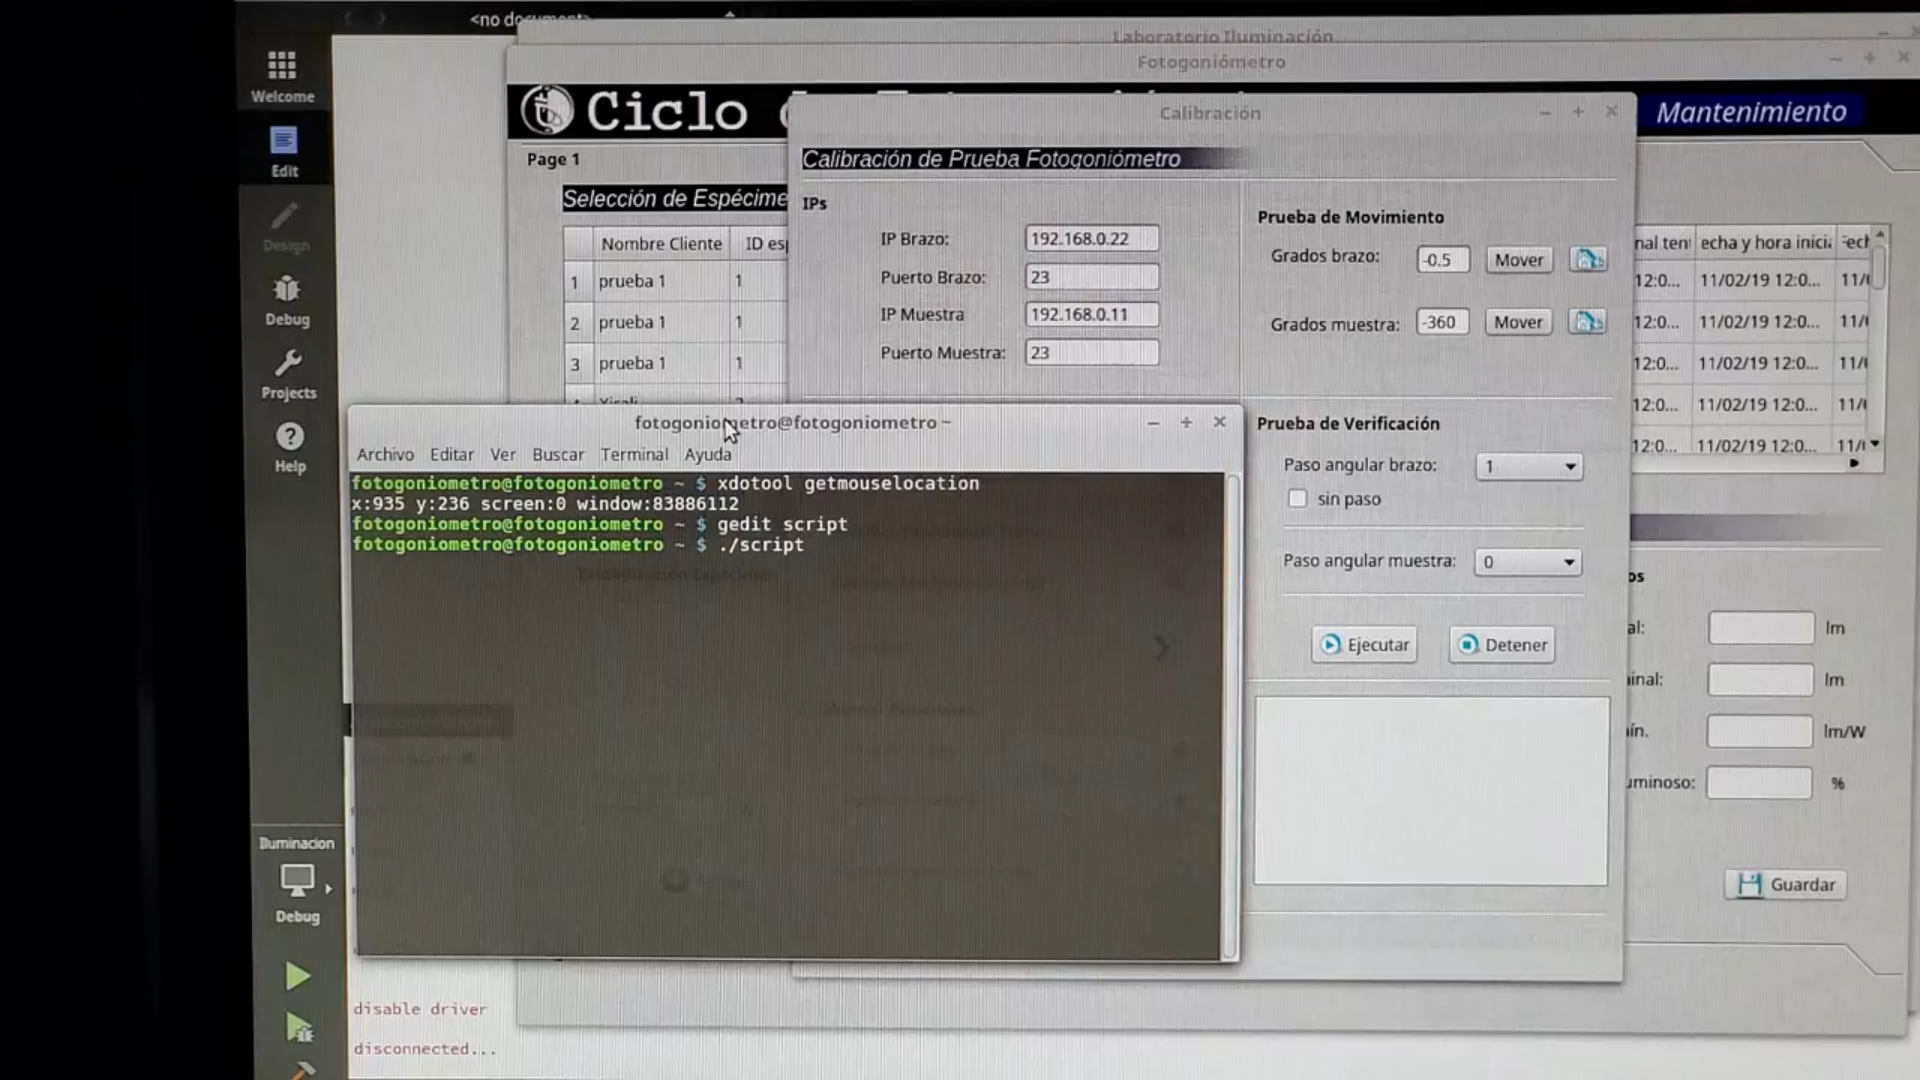 <no document>
Laboratorio Iluminación
Fotogoniómetro
Welcome
Edit
Design
Debug
Projects
Help
Iluminacion
Debug
Ciclo
Mantenimiento
Page 1
Selección de Espécime
Nombre Cliente
1 prueba 1 1
2 prueba 1 1
3 prueba 1 1
Calibración
Calibración de Prueba Fotogoniómetro
IPs
IP Brazo: 192.168.0.22
Puerto Brazo: 23
IP Muestra 192.168.0.11
Puerto Muestra: 23
Prueba de Movimiento
Grados brazo: -0.5 Mover
Grados muestra: -360 Mover
Prueba de Verificación
Paso angular brazo: 1
sin paso
Paso angular muestra: 0
Ejecutar Detener
echa y hora inici
12:0... 11/02/19 12:0... 11/
12:0... 11/02/19 12:0... 11/
12:0... 11/02/19 12:0... 11/
12:0... 11/02/19 12:0... 11/
12:0... 11/02/19 12:0... 11/
os
al: lm
inal: lm
ín. lm/W
uminoso: %
Guardar
fotogoniometro@fotogoniometro ~
Archivo Editar Ver Buscar Terminal Ayuda
fotogoniometro@fotogoniometro ~ $ xdotool getmouselocation
x:935 y:236 screen:0 window:83886112
fotogoniometro@fotogoniometro ~ $ gedit script
fotogoniometro@fotogoniometro ~ $ ./script
disable driver
disconnected...